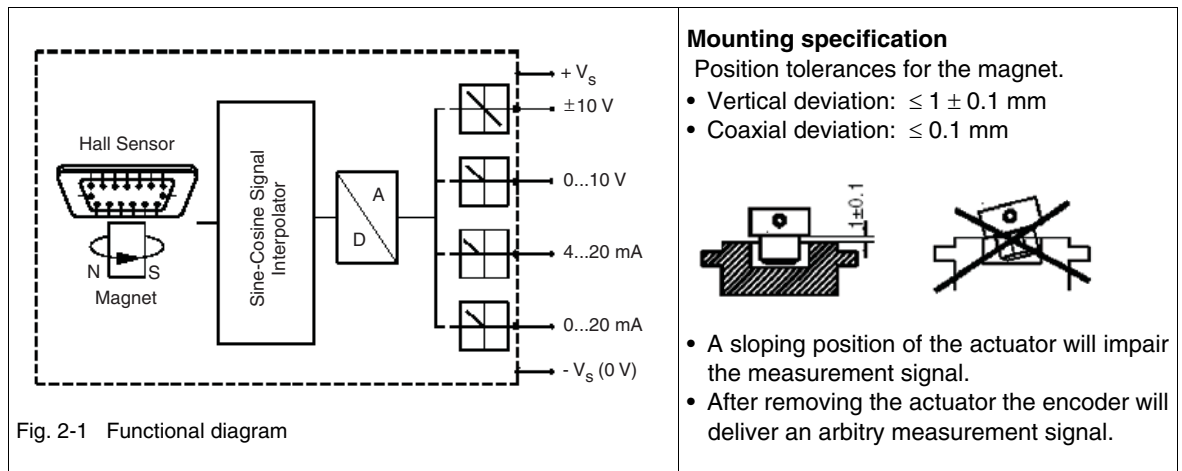 + Vs
±10 V
Hall Sensor
0...10 V
Sine-Cosine Signal
Interpolator
A
D
4...20 mA
N S
Magnet
0...20 mA
- Vs (0 V)
Fig. 2-1 Functional diagram
Mounting specification
Position tolerances for the magnet.
• Vertical deviation: ≤ 1 ± 0.1 mm
• Coaxial deviation: ≤ 0.1 mm
1±0.1
• A sloping position of the actuator will impair
the measurement signal.
• After removing the actuator the encoder will
deliver an arbitry measurement signal.